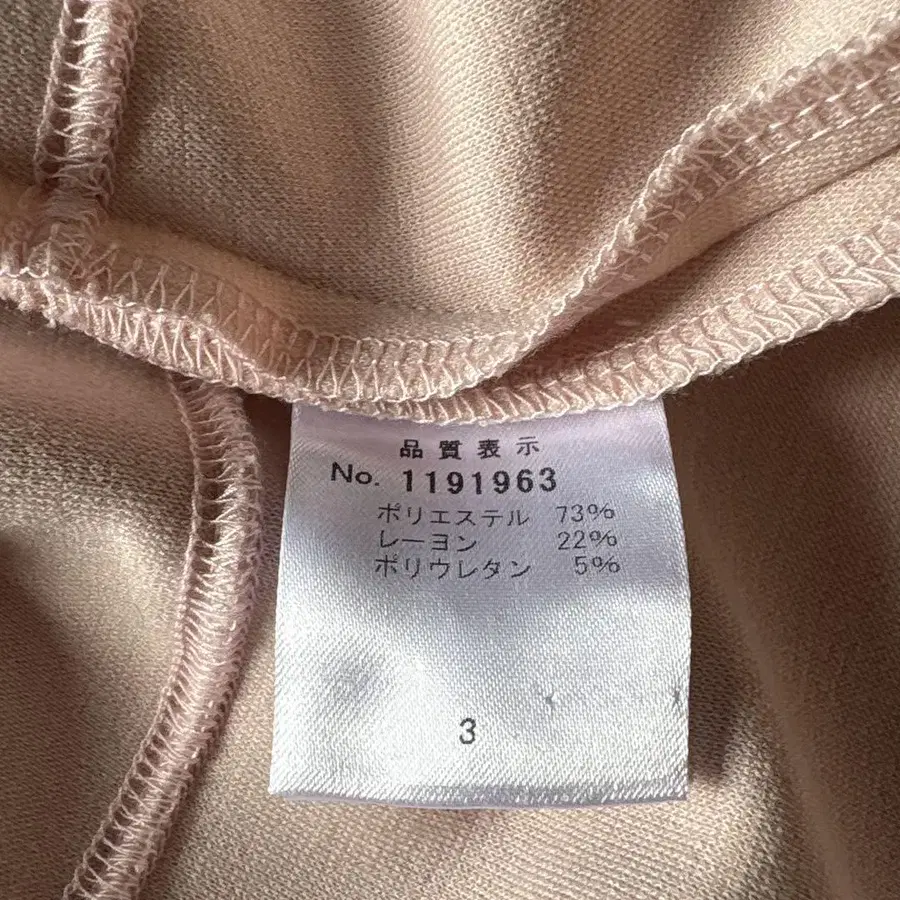 品質表示
No. 1191963
ポリエステル 73%
レーヨン 22%
ポリウレタン 5%
3